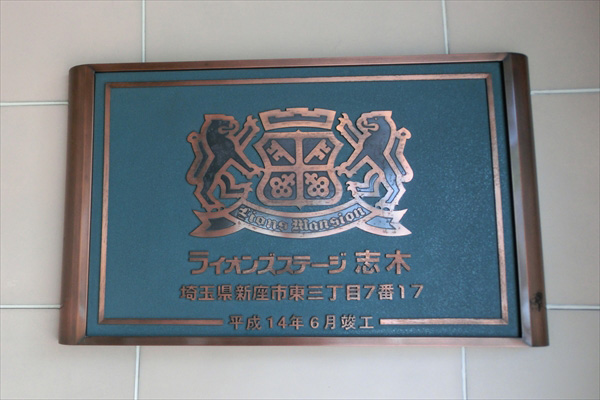 Lions Mansion
ライオンズステージ 志木
埼玉県新座市東三丁目7番17
平成14年6月竣工